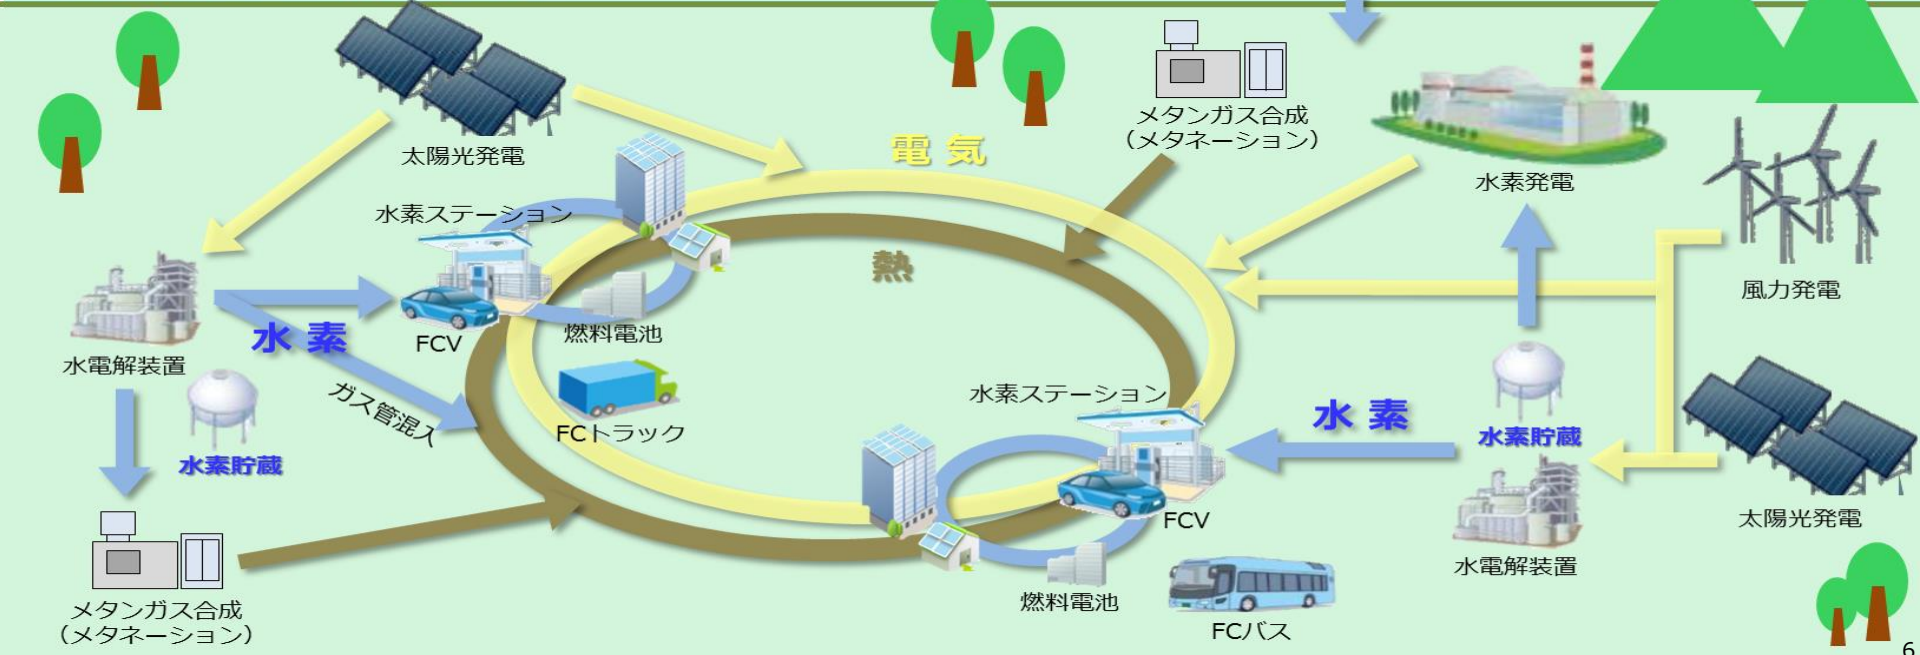 太陽光発電
メタンガス合成
（メタネーション）
電 気
水素発電
水素ステーション
熱
風力発電
水 素
FCV
燃料電池
水電解装置
ガス管混入
FCトラック
水素貯蔵
水素ステーション
水 素
水素貯蔵
FCV
太陽光発電
水電解装置
メタンガス合成
（メタネーション）
燃料電池
FCバス
6